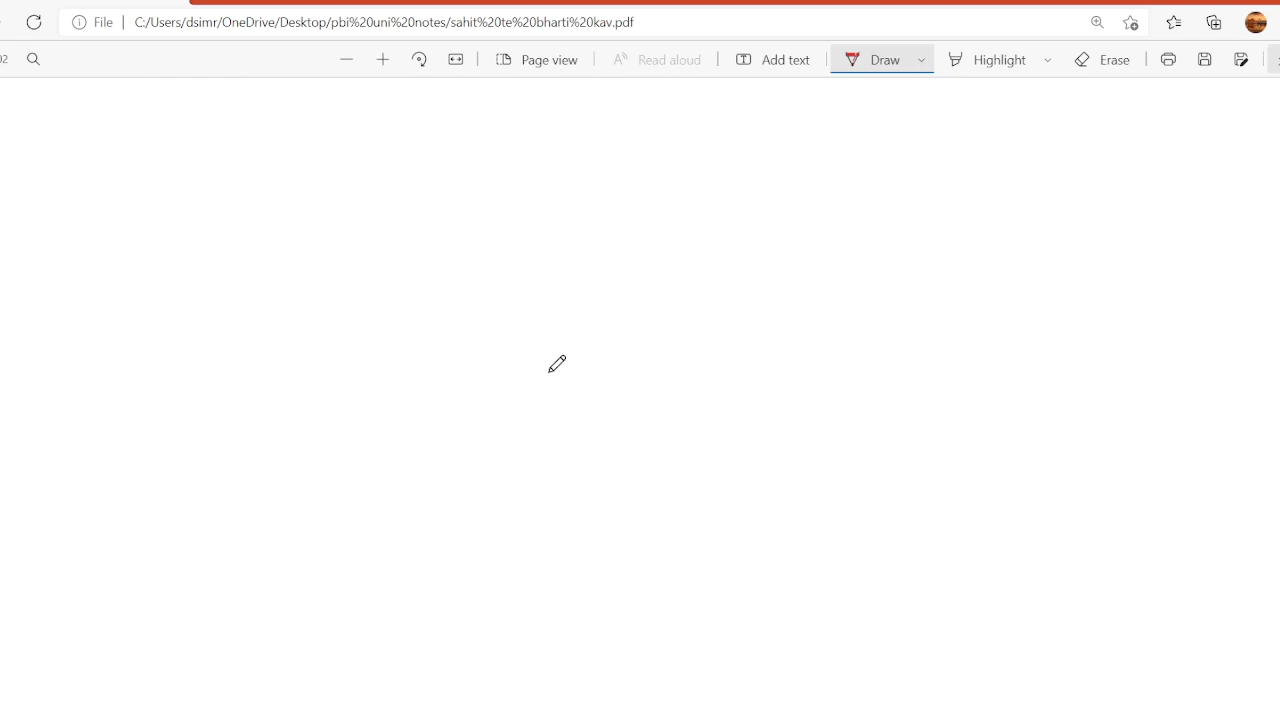 File C:/Users/dsimr/OneDrive/Desktop/pbi%20uni%20notes/sahit%20te%20bharti%20kav.pdf
02 Page view Read aloud Add text Draw Highlight Erase